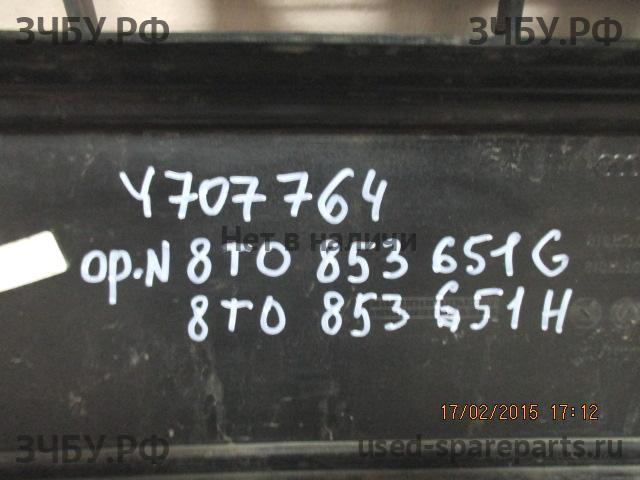 ЗЧБУ.РФ ЗЧБУ.РФ
Y707764
Нет в наличии
ор.N 8T0 853 651G
8T0 853 651H
17/02/2015 17:12
ЗЧБУ.РФ used-spareparts.ru